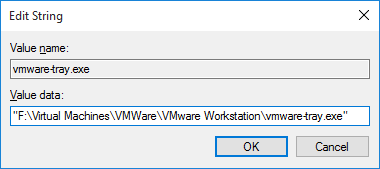 Edit String
Value name:
vmware-tray.exe
Value data:
"F:\Virtual Machines\VMWare\VMware Workstation\vmware-tray.exe"
OK Cancel